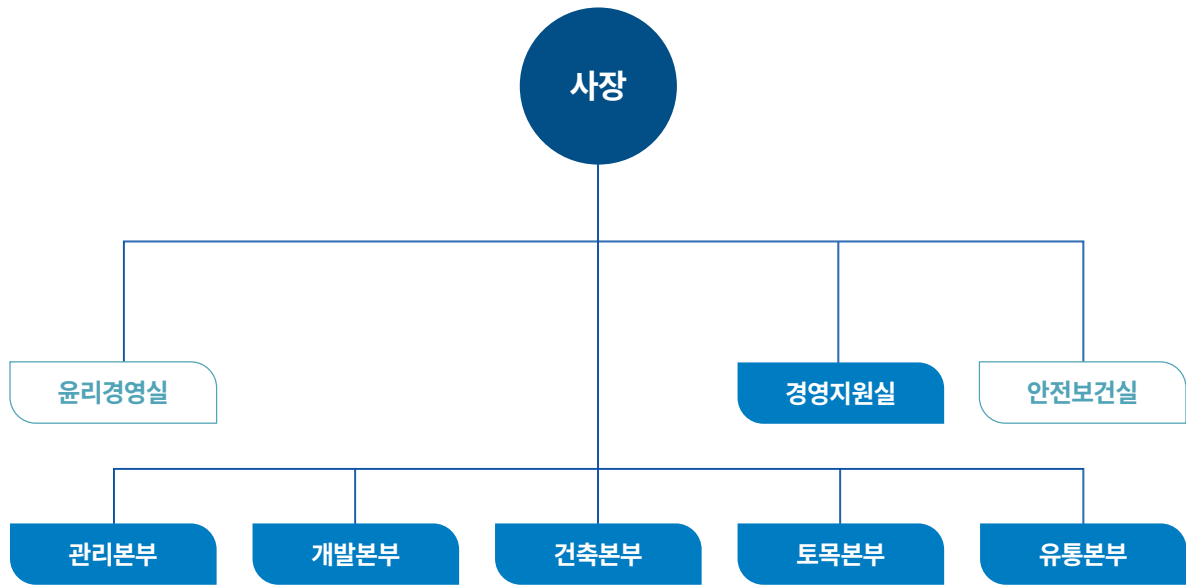 사장
윤리경영실
경영지원실
안전보건실
관리본부
개발본부
건축본부
토목본부
유통본부